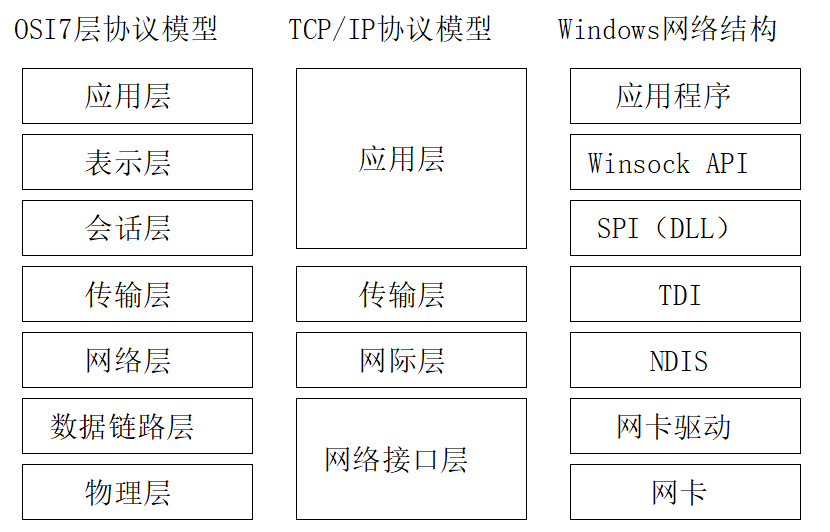 OSI7层协议模型
TCP/IP协议模型
Windows网络结构
应用层
表示层
会话层
传输层
网络层
数据链路层
物理层
应用层
传输层
网际层
网络接口层
应用程序
Winsock API
SPI（DLL）
TDI
NDIS
网卡驱动
网卡